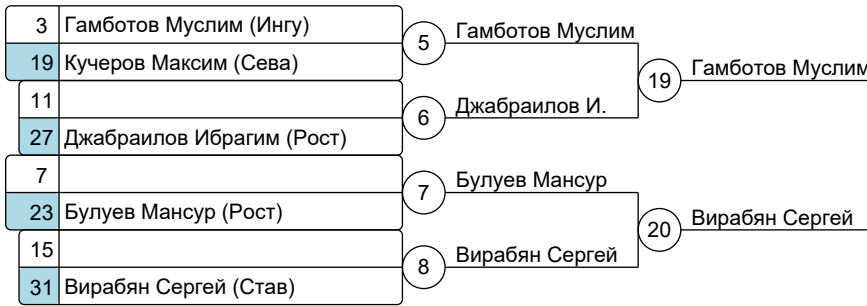 3 Гамботов Муслим (Ингу)
19 Кучеров Максим (Сева)
5
Гамботов Муслим
11
27 Джабраилов Ибрагим (Рост)
6
Джабраилов И.
19
Гамботов Муслим
7
23 Булуев Мансур (Рост)
7
Булуев Мансур
15
31 Вирабян Сергей (Став)
8
Вирабян Сергей
20
Вирабян Сергей